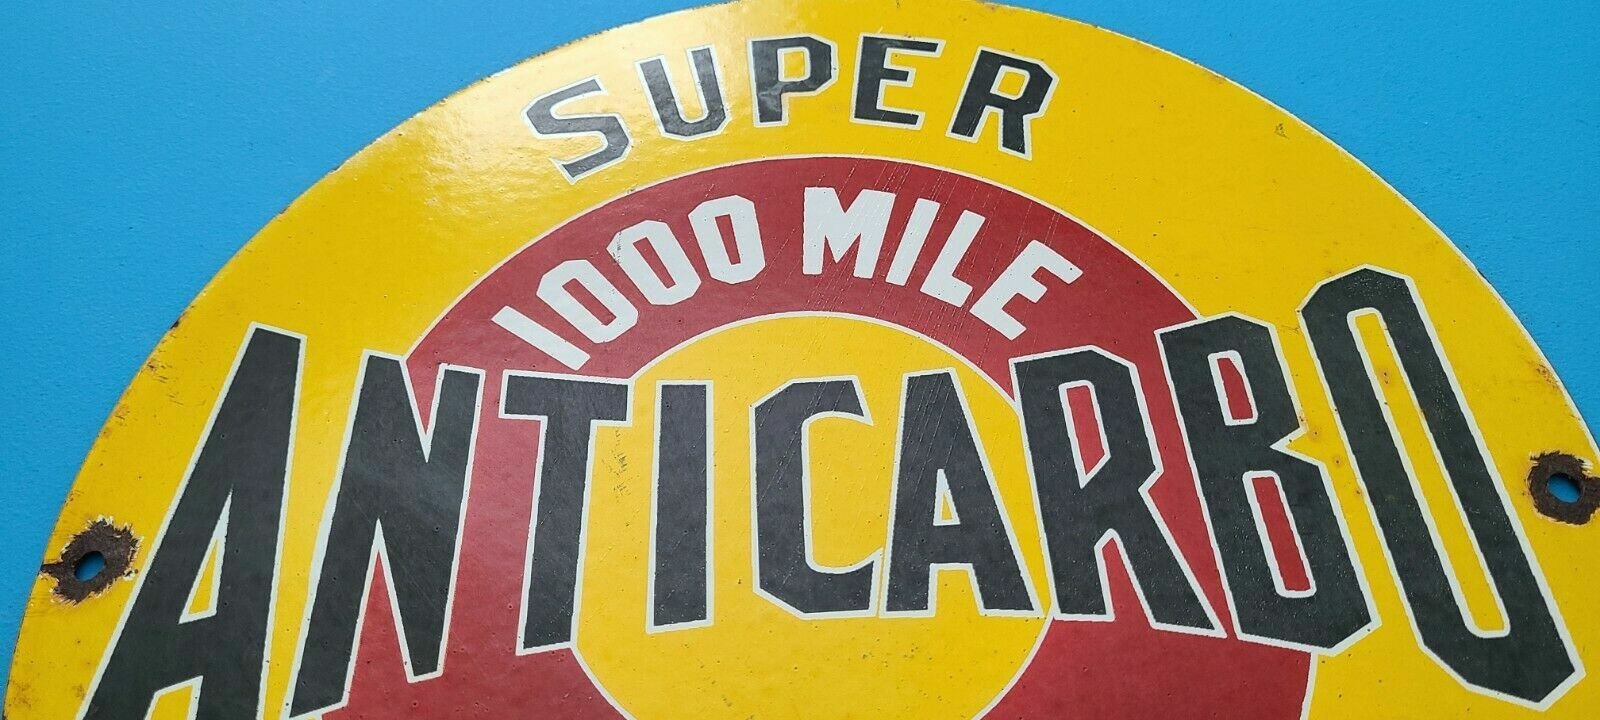 SUPER
1000 MILE
ANTICARBO